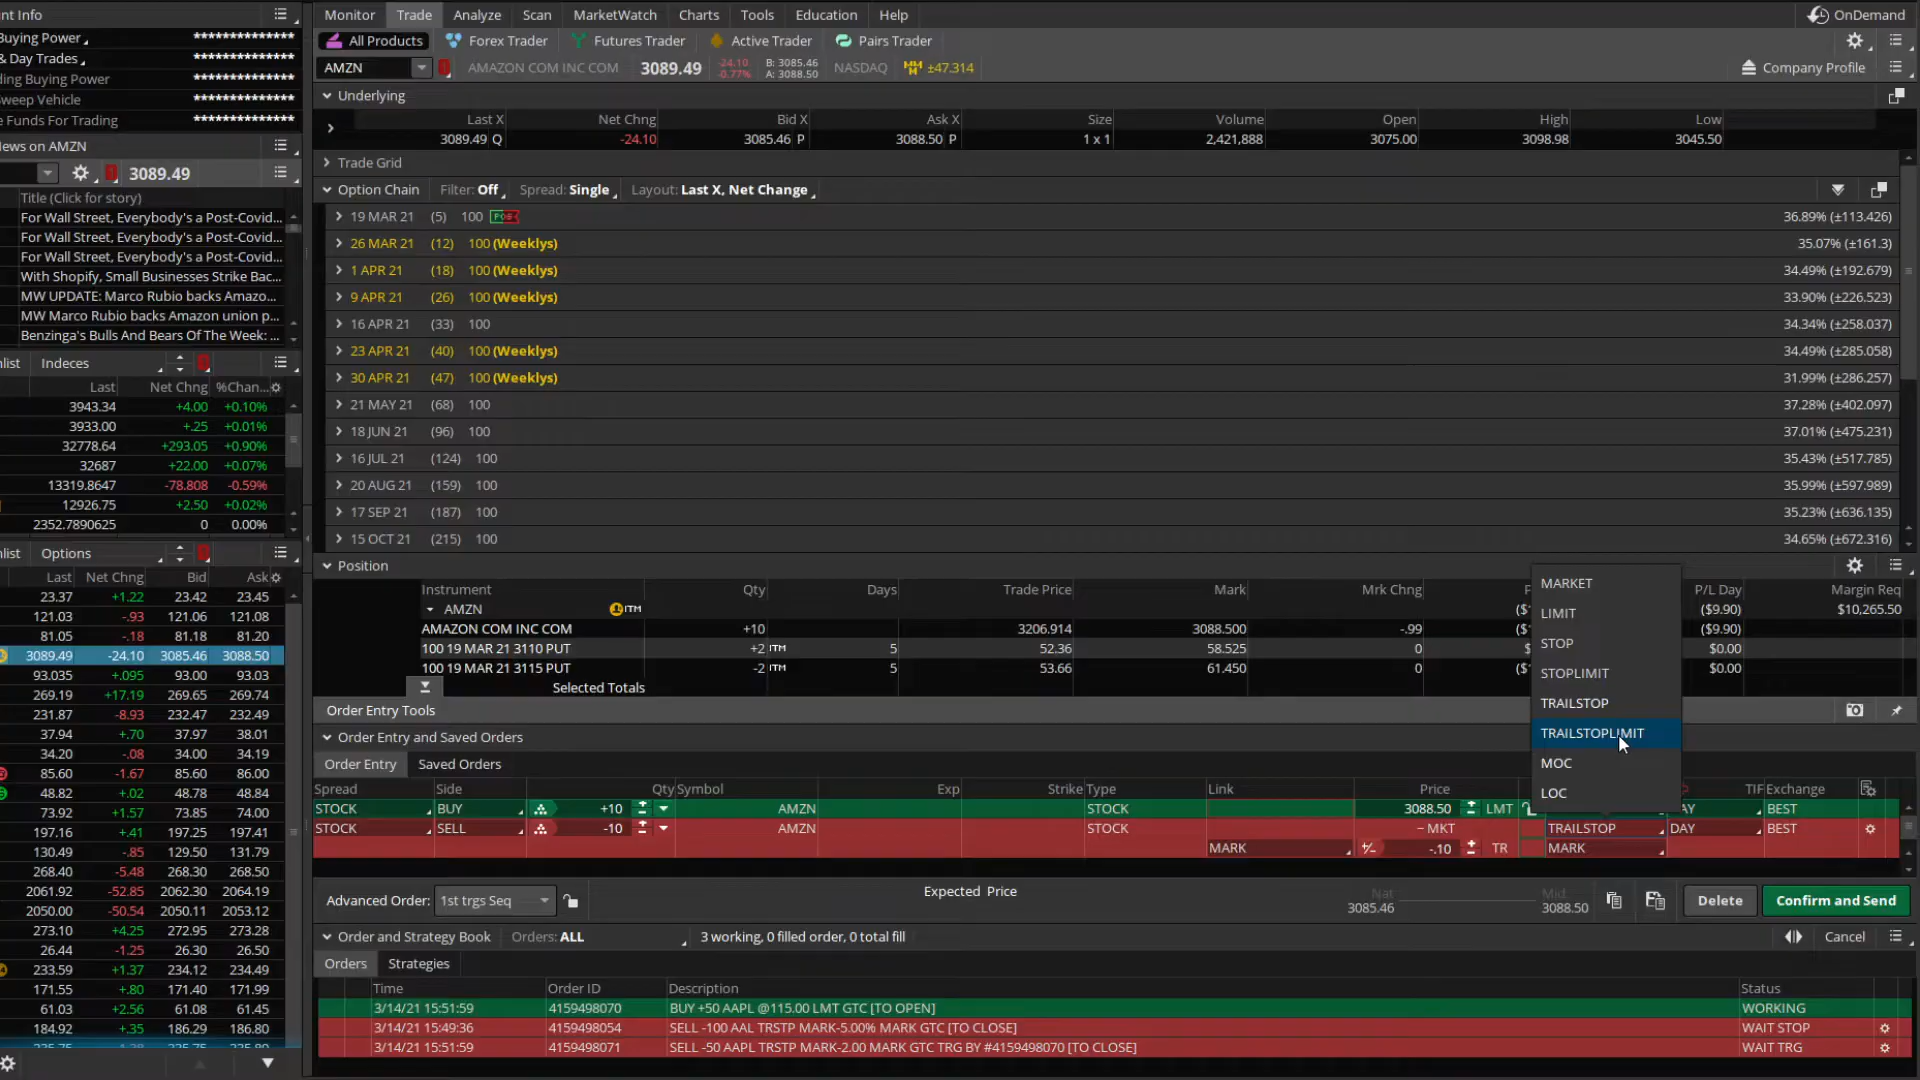 nt Info
Buying Power **************
& Day Trades **************
ding Buying Power **************
Sweep Vehicle **************
e Funds For Trading **************
ews on AMZN
3089.49
Title (Click for story)
For Wall Street, Everybody's a Post-Covid...
For Wall Street, Everybody's a Post-Covid...
For Wall Street, Everybody's a Post-Covid...
With Shopify, Small Businesses Strike Bac...
MW UPDATE: Marco Rubio backs Amazo...
MW Marco Rubio backs Amazon union p...
Benzinga's Bulls And Bears Of The Week: ...
hlist Indeces
Last Net Chng %Chan...
3943.34 +4.00 +0.10%
3933.00 +.25 +0.01%
32778.64 +293.05 +0.90%
32687 +22.00 +0.07%
13319.8647 -78.808 -0.59%
12926.75 +2.50 +0.02%
2352.7890625 0 0.00%
hlist Options
Last Net Chng Bid Ask
23.37 +1.22 23.42 23.45
121.03 -.93 121.06 121.08
81.05 -.18 81.18 81.20
3089.49 -24.10 3085.46 3088.50
93.035 +.095 93.00 93.03
269.19 +17.19 269.65 269.74
231.87 -8.93 232.47 232.49
37.94 +.70 37.97 38.01
34.20 -.08 34.00 34.19
85.60 -1.67 85.60 86.00
48.82 +.02 48.78 48.84
73.92 +1.57 73.85 74.00
197.16 +.41 197.25 197.41
130.49 -.85 129.50 131.79
268.40 -5.48 268.30 268.50
2061.92 -52.85 2062.30 2064.19
2050.00 -50.54 2050.11 2053.12
273.10 +4.25 272.95 273.28
26.44 -1.25 26.30 26.50
233.59 +1.37 234.12 234.49
171.55 +.80 171.40 171.99
61.03 +2.56 61.08 61.45
184.92 +.35 186.29 186.80
Monitor Trade Analyze Scan MarketWatch Charts Tools Education Help OnDemand
All Products Forex Trader Futures Trader Active Trader Pairs Trader
AMZN AMAZON COM INC COM 3089.49 -24.10 -0.77% B: 3085.46 A: 3088.50 NASDAQ ±47.314 Company Profile
Underlying
Last X Net Chng Bid X Ask X Size Volume Open High Low
3089.49 Q -24.10 3085.46 P 3088.50 P 1 x 1 2,421,888 3075.00 3098.98 3045.50
Trade Grid
Option Chain Filter: Off Spread: Single Layout: Last X, Net Change
19 MAR 21 (5) 100 36.89% (±113.426)
26 MAR 21 (12) 100 (Weeklys) 35.07% (±161.3)
1 APR 21 (18) 100 (Weeklys) 34.49% (±192.679)
9 APR 21 (26) 100 (Weeklys) 33.90% (±226.523)
16 APR 21 (33) 100 34.34% (±258.037)
23 APR 21 (40) 100 (Weeklys) 34.49% (±285.058)
30 APR 21 (47) 100 (Weeklys) 31.99% (±286.257)
21 MAY 21 (68) 100 37.28% (±402.097)
18 JUN 21 (96) 100 37.01% (±475.231)
16 JUL 21 (124) 100 35.43% (±517.785)
20 AUG 21 (159) 100 35.99% (±597.989)
17 SEP 21 (187) 100 35.23% (±636.135)
15 OCT 21 (215) 100 34.65% (±672.316)
Position
Instrument Qty Days Trade Price Mark Mrk Chng P P/L Day Margin Req
AMZN ITM ($ ($9.90) $10,265.50
AMAZON COM INC COM +10 3206.914 3088.500 -.99 ($ ($9.90)
100 19 MAR 21 3110 PUT +2 ITM 5 52.36 58.525 0 $ $0.00
100 19 MAR 21 3115 PUT -2 ITM 5 53.66 61.450 0 ($ $0.00
Selected Totals
MARKET
LIMIT
STOP
STOPLIMIT
TRAILSTOP
TRAILSTOPLIMIT
MOC
LOC
Order Entry Tools
Order Entry and Saved Orders
Order Entry Saved Orders
Spread Side Qty Symbol Exp Strike Type Link Price TIF Exchange
STOCK BUY +10 AMZN STOCK 3088.50 LMT AY BEST
STOCK SELL -10 AMZN STOCK ~ MKT TRAILSTOP DAY BEST
MARK +/- -.10 TR MARK
Advanced Order: 1st trgs Seq Expected Price Nat 3085.46 Mid 3088.50 Delete Confirm and Send
Order and Strategy Book Orders: ALL 3 working, 0 filled order, 0 total fill Cancel
Orders Strategies
Time Order ID Description Status
3/14/21 15:51:59 4159498070 BUY +50 AAPL @115.00 LMT GTC [TO OPEN] WORKING
3/14/21 15:49:36 4159498054 SELL -100 AAL TRSTP MARK-5.00% MARK GTC [TO CLOSE] WAIT STOP
3/14/21 15:51:59 4159498071 SELL -50 AAPL TRSTP MARK-2.00 MARK GTC TRG BY #4159498070 [TO CLOSE] WAIT TRG